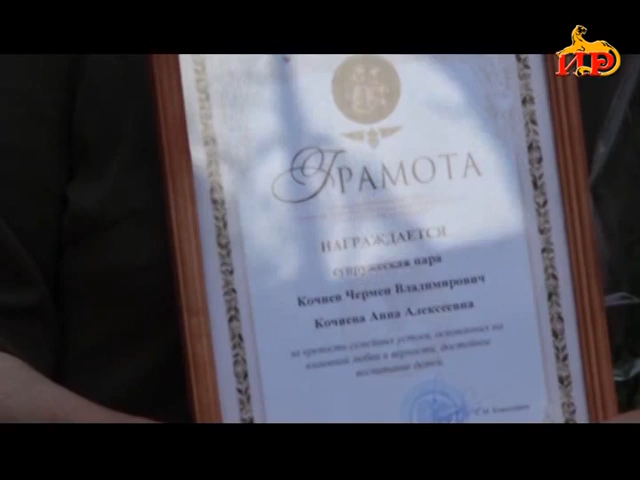 ИР
ГРАМОТА
НАГРАЖДАЕТСЯ
супружеская пара
Кочиев Чермен Владимирович
Кочиева Анна Алексеевна
за крепость семейных устоев, основанных на
взаимной любви и верности, достойное
воспитание детей